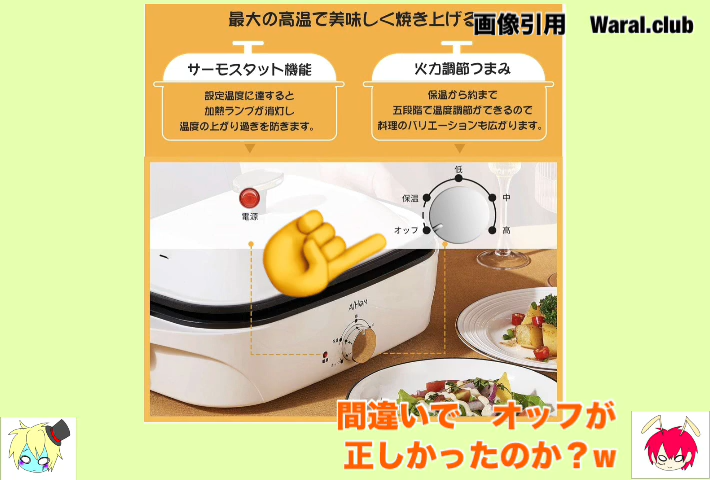 最大の高温で美味しく焼き上げる
画像引用 Waral.club
サーモスタット機能
設定温度に達すると
加熱ランプが消灯し
温度の上がり過ぎを防ぎます。
火力調節つまみ
保温から約まで
五段階で温度調節ができるので
料理のバリエーションも広がります。
電源
低
保温
中
オッフ
高
間違いで オッフが
正しかったのか？w